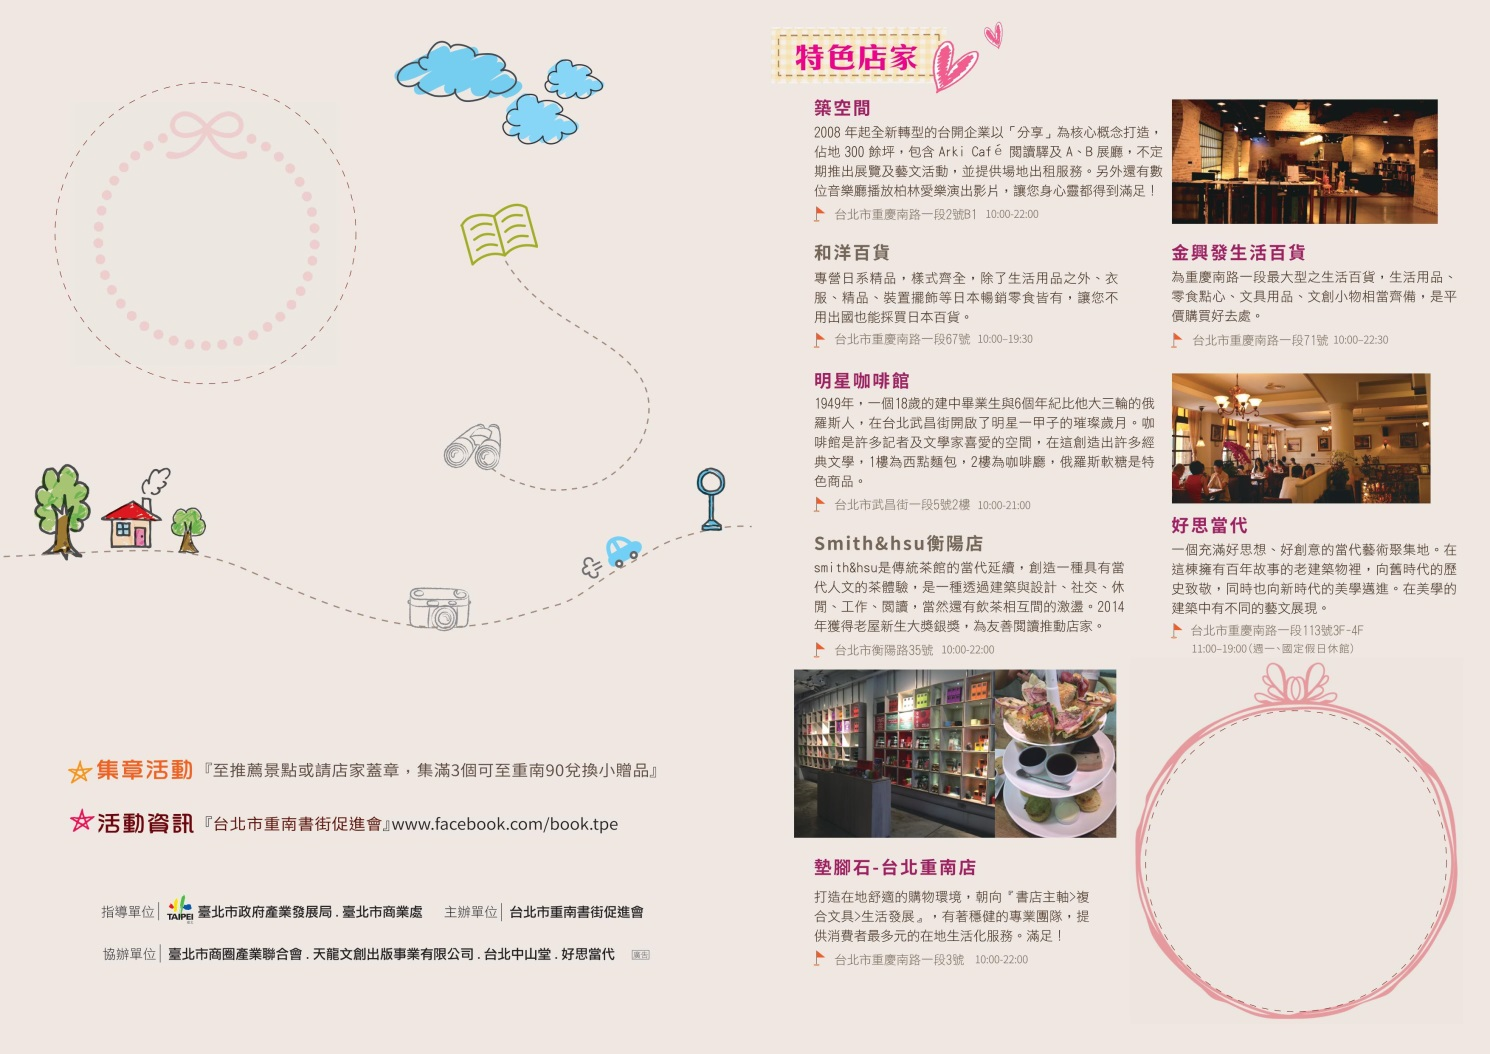 集章活動『至推薦景點或請店家蓋章，集滿3個可至重南90兌換小贈品』
活動資訊『台北市重南書街促進會』www.facebook.com/book.tpe
指導單位 TAIPEI 臺北市政府產業發展局 . 臺北市商業處 主辦單位 台北市重南書街促進會
協辦單位 臺北市商圈產業聯合會 . 天龍文創出版事業有限公司 . 台北中山堂 . 好思當代 廣告
特色店家
築空間
2008 年起全新轉型的台開企業以「分享」為核心概念打造，
佔地 300 餘坪，包含 Arki Café 閱讀驛及 A、B 展廳，不定
期推出展覽及藝文活動，並提供場地出租服務。另外還有數
位音樂廳播放柏林愛樂演出影片，讓您身心靈都得到滿足！
台北市重慶南路一段2號B1 10:00-22:00
和洋百貨
專營日系精品，樣式齊全，除了生活用品之外、衣
服、精品、裝置擺飾等日本暢銷零食皆有，讓您不
用出國也能採買日本百貨。
台北市重慶南路一段67號 10:00-19:30
明星咖啡館
1949年，一個18歲的建中畢業生與6個年紀比他大三輪的俄
羅斯人，在台北武昌街開啟了明星一甲子的璀璨歲月。咖
啡館是許多記者及文學家喜愛的空間，在這創造出許多經
典文學，1樓為西點麵包，2樓為咖啡廳，俄羅斯軟糖是特
色商品。
台北市武昌街一段5號2樓 10:00-21:00
Smith&hsu衡陽店
smith&hsu是傳統茶館的當代延續，創造一種具有當
代人文的茶體驗，是一種透過建築與設計、社交、休
閒、工作、閱讀，當然還有飲茶相互間的激盪。2014
年獲得老屋新生大獎銀獎，為友善閱讀推動店家。
台北市衡陽路35號 10:00-22:00
墊腳石-台北重南店
打造在地舒適的購物環境，朝向『書店主軸>複
合文具>生活發展』，有著穩健的專業團隊，提
供消費者最多元的在地生活化服務。滿足！
台北市重慶南路一段3號 10:00-22:00
金興發生活百貨
為重慶南路一段最大型之生活百貨，生活用品、
零食點心、文具用品、文創小物相當齊備，是平
價購買好去處。
台北市重慶南路一段71號 10:00-22:30
好思當代
一個充滿好思想、好創意的當代藝術聚集地。在
這棟擁有百年故事的老建築物裡，向舊時代的歷
史致敬，同時也向新時代的美學邁進。在美學的
建築中有不同的藝文展現。
台北市重慶南路一段113號3F-4F
11:00-19:00(週一、國定假日休館)